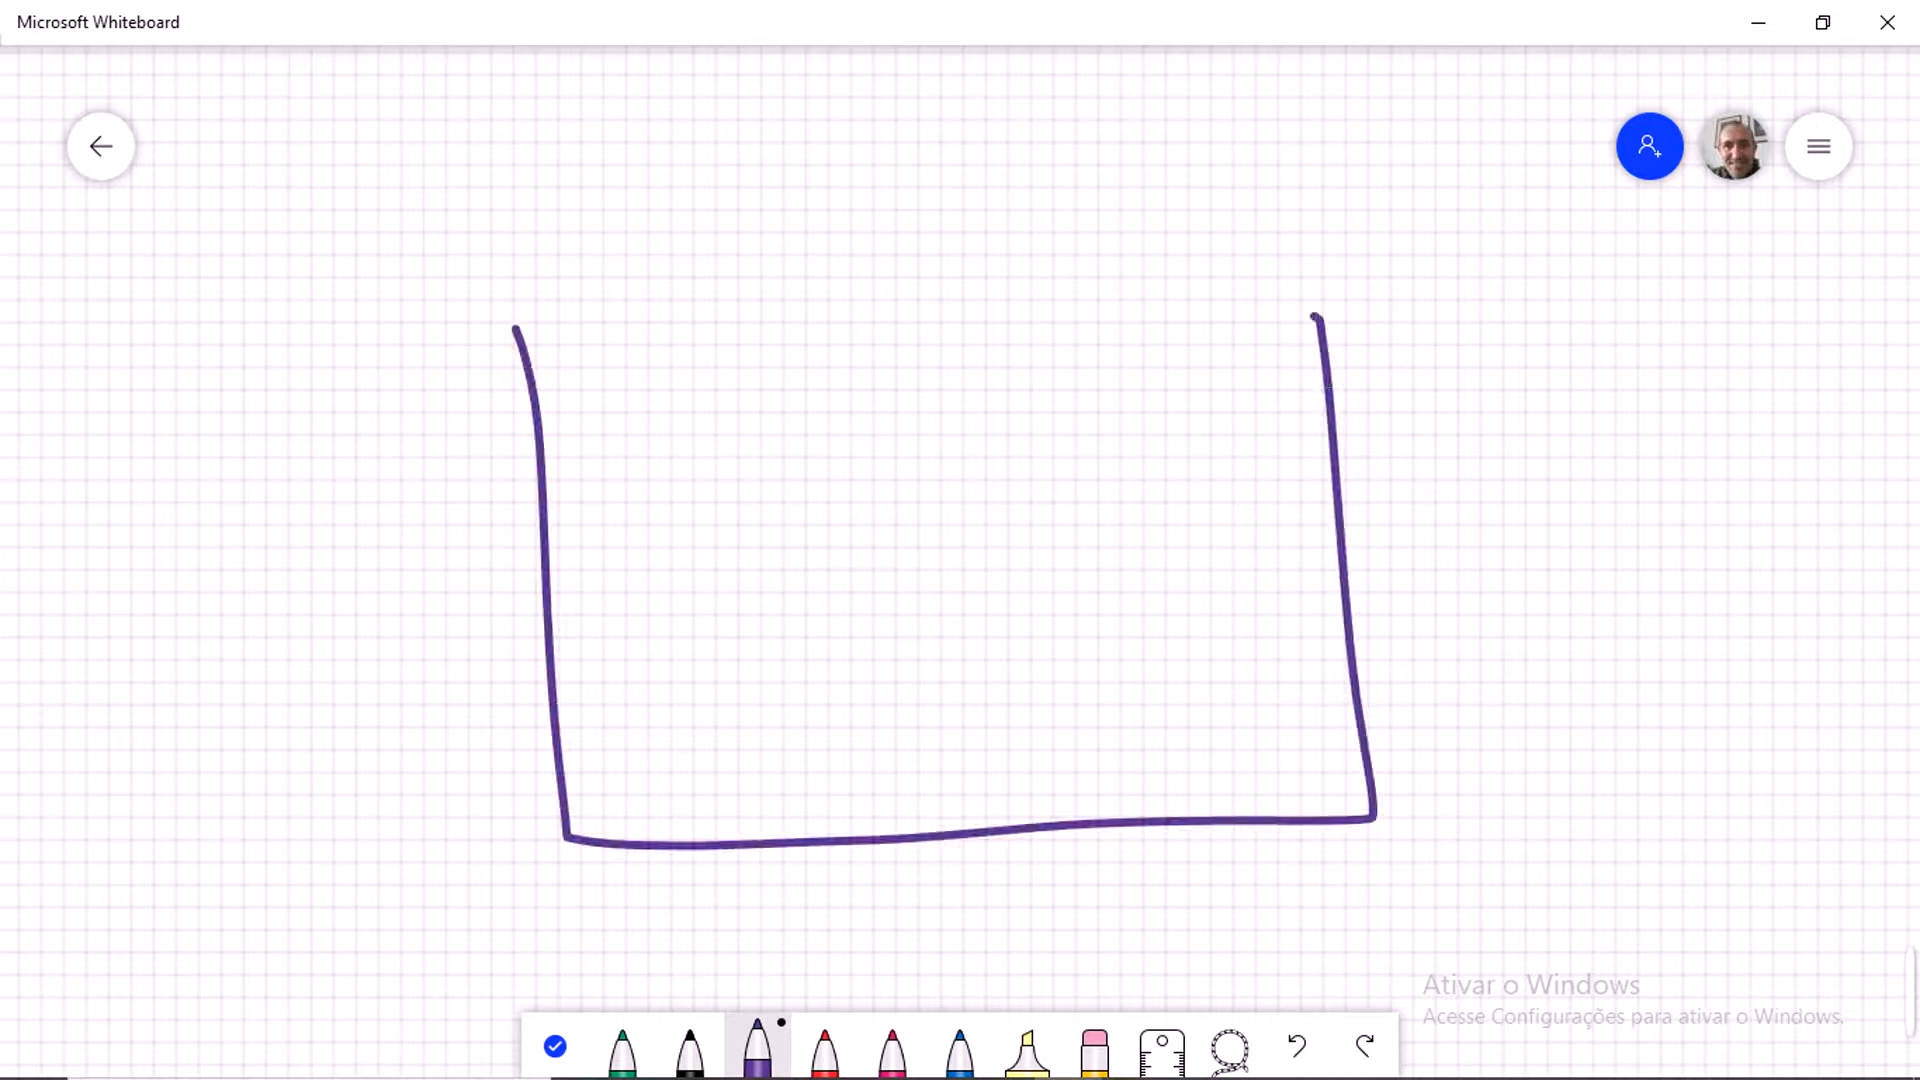 Microsoft Whiteboard
Ativar o Windows
Acesse Configurações para ativar o Windows.